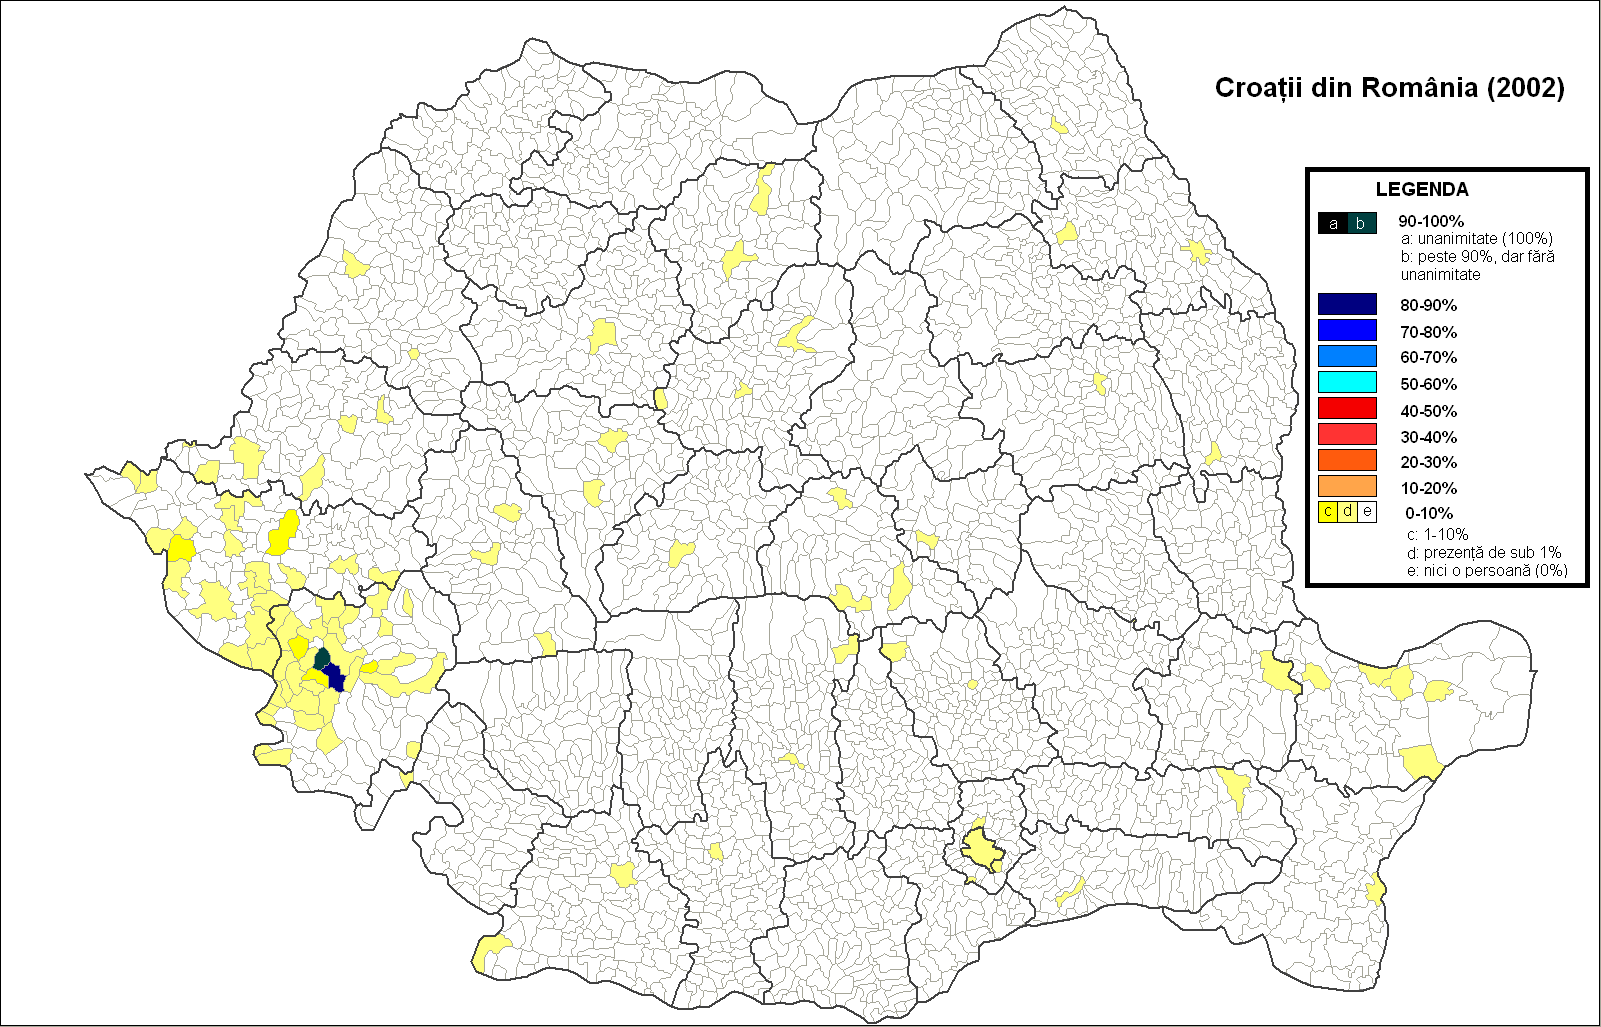 Croații din România (2002)
LEGENDA
a b 90-100%
a: unanimitate (100%)
b: peste 90%, dar fără
unanimitate
80-90%
70-80%
60-70%
50-60%
40-50%
30-40%
20-30%
10-20%
c d e 0-10%
c: 1-10%
d: prezență de sub 1%
e: nici o persoană (0%)